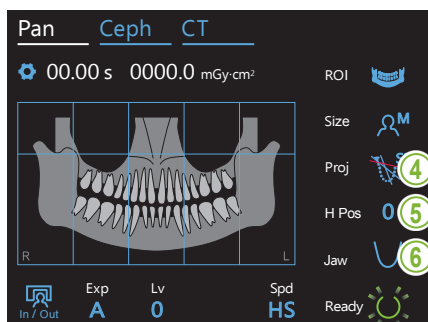 Pan Ceph CT
00.00 s 0000.0 mGy·cm²
ROI
Size M
Proj S 4
H Pos 0 5
Jaw 6
R L
In / Out
Exp Lv Spd
A 0 HS
Ready